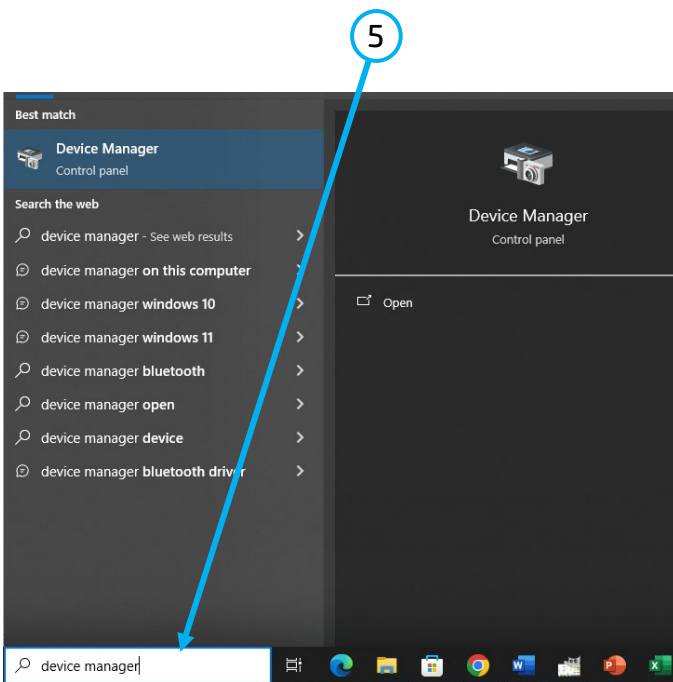 5
Best match
Device Manager
Control panel
Search the web
device manager - See web results
device manager on this computer
device manager windows 10
device manager windows 11
device manager bluetooth
device manager open
device manager device
device manager bluetooth driver
Device Manager
Control panel
Open
device manager
W
P
X